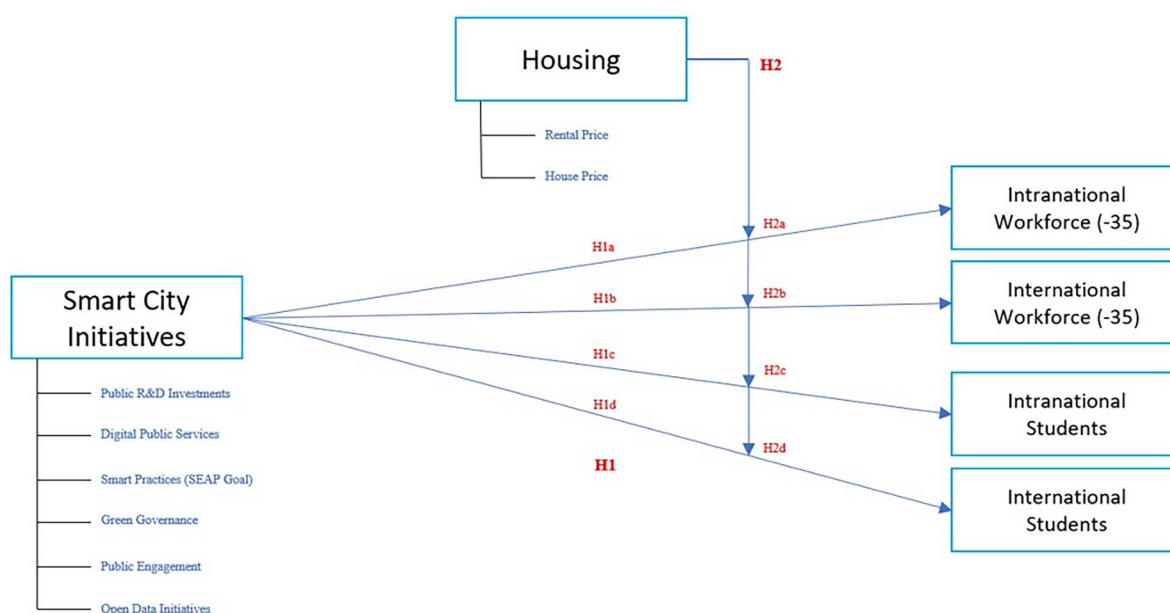 Housing
H2
Rental Price
House Price
Intranational
Workforce (-35)
H2a
H1a
Smart City
Initiatives
H1b
H2b
International
Workforce (-35)
H1c
H2c
Intranational
Students
H1d
H2d
H1
International
Students
Public R&D Investments
Digital Public Services
Smart Practices (SEAP Goal)
Green Governance
Public Engagement
Open Data Initiatives